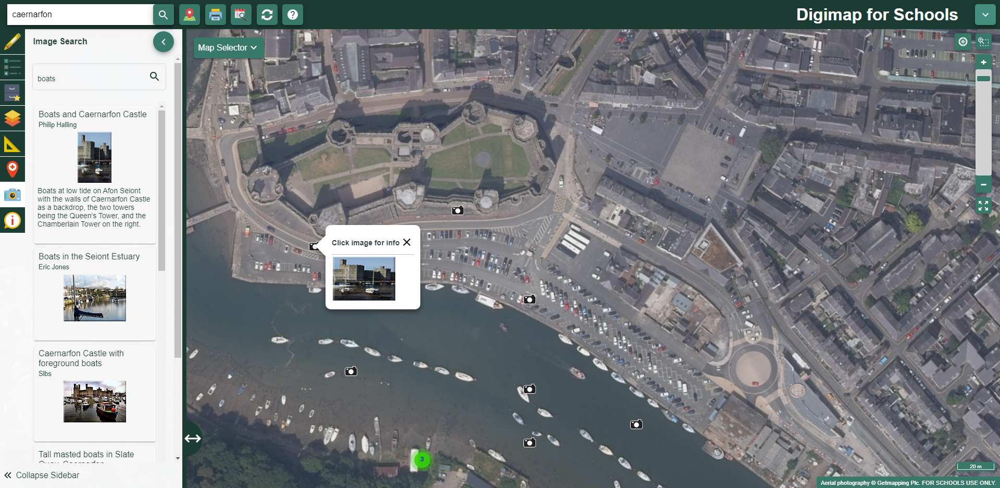 caernarfon
Digimap for Schools
Image Search
Map Selector
boats
Boats and Caernarfon Castle
Philip Halling
Boats at low tide on Afon Seiont
with the walls of Caernarfon Castle
as a backdrop, the two towers
being the Queen's Tower, and the
Chamberlain Tower on the right.
Click image for info
Boats in the Seiont Estuary
Eric Jones
Caernarfon Castle with
foreground boats
Slbs
Tall masted boats in Slate
Quay, Caernarfon
3
Collapse Sidebar
20 m
Aerial photography © Getmapping Plc. FOR SCHOOLS USE ONLY.